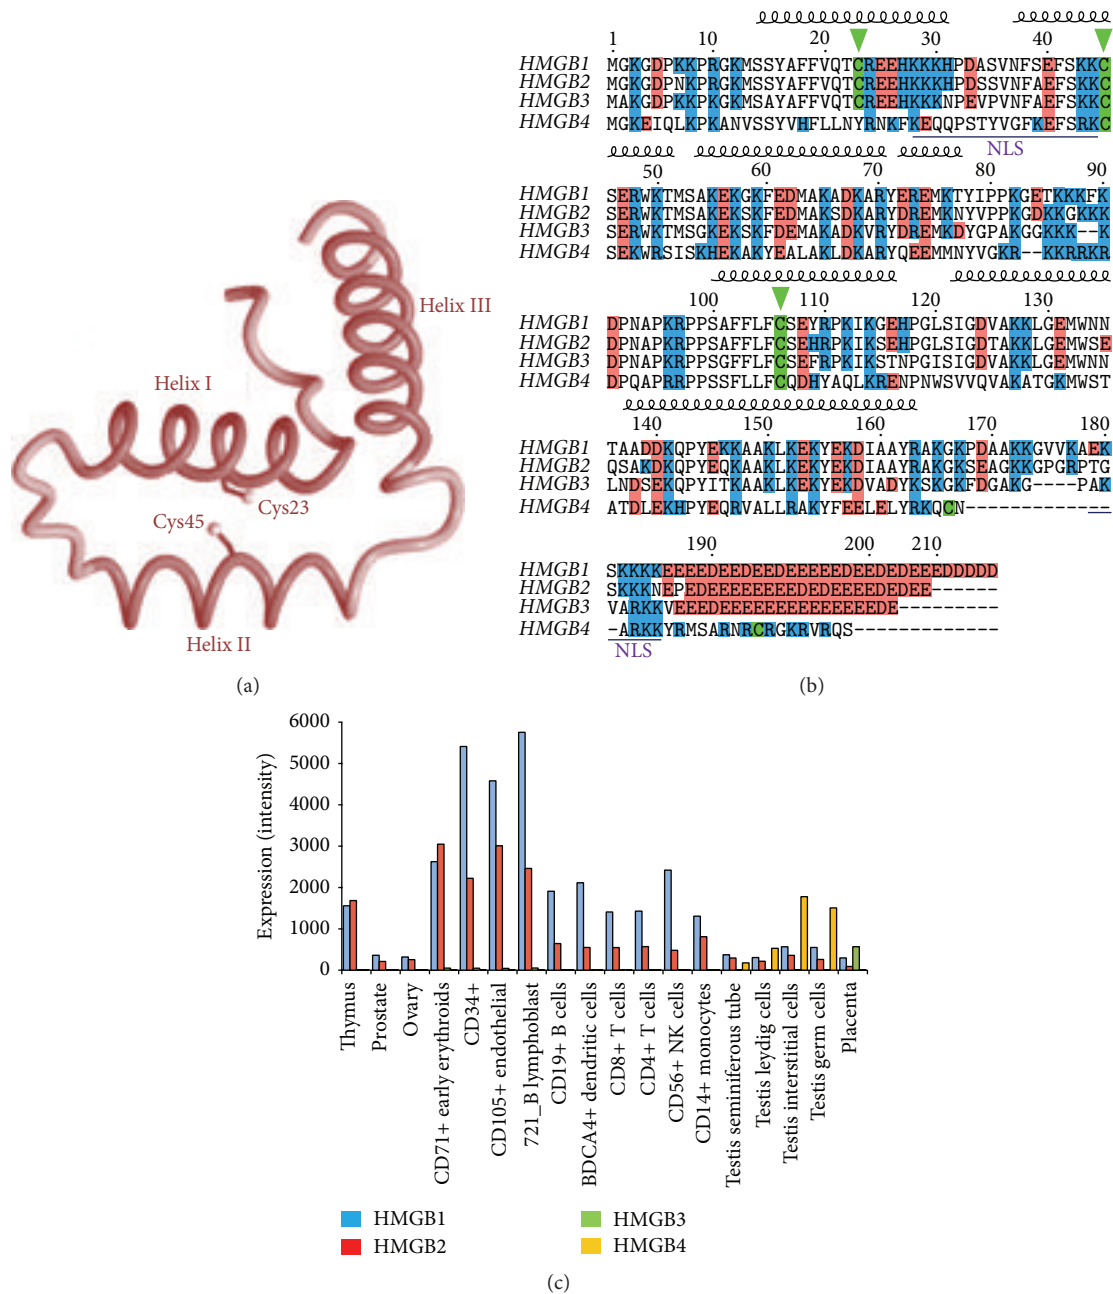 Helix III
Helix I
Cys23
Cys45
Helix II
(a)
1 10 20 30 40
HMGB1 MGKGDPKKPRGKMSSYAFFVQTCREEHKKKHPDASVNFSEFSKKC
HMGB2 MGKGDPNKPRGKMSSYAFFVQTCREEHKKKHPDSSVNFAEFSKKC
HMGB3 MAKGDPKKPKGKMSAYAFFVQTCREEHKKKNPEVPVNFAEFSKKC
HMGB4 MGKEIQLKPKANVSSYVHFLLNYRNKFKEQQPSTYVGFKEFSRKC
NLS
50 60 70 80 90
HMGB1 SERWKTMSAKEKGKFEDMAKADKARYEREMKTYIPPKGETKKKFK
HMGB2 SERWKTMSAKEKSKFEDMAKSDKARYDREMKNYVPPKGDKKGKKK
HMGB3 SERWKTMSGKEKSKFDEMAKADKVRYDREMKDYGPAKGGKKK--K
HMGB4 SEKWRSISKHEKAKYEALAKLDKARYQEEMMNYVGKR--KKRRKR
100 110 120 130
HMGB1 DPNAPKRPPSAFFLFCSEYRPKIKGEHPGLSIGDVAKKLGEMWNN
HMGB2 DPNAPKRPPSAFFLFCSEHRPKIKSEHPGLSIGDTAKKLGEMWSE
HMGB3 DPNAPKRPPSGFFLFCSEFRPKIKSTNPGISIGDVAKKLGEMWNN
HMGB4 DPQAPRRPPSSFLLFCQDHYAQLKRENPNWSVVQVAKATGKMWST
140 150 160 170 180
HMGB1 TAADDKQPYEKKAAKLKEKYEKDIAAYRAKGKPDAAKKGVVKAEK
HMGB2 QSAKDKQPYEQKAAKLKEKYEKDIAAYRAKGKSEAGKKGPGRPTG
HMGB3 LNDSEKQPYITKAAKLKEKYEKDVADYKSKGKFDGAKG----PAK
HMGB4 ATDLEKHPYEQRVALLRAKYFEELELYRKQCN-------------
190 200 210
HMGB1 SKKKKEEEEDEEDEEDEEEEEDEEDEDEEEDDDDD
HMGB2 SKKKNEPEDEEEEEEEEDEDEEEEDEDEE------
HMGB3 VARKKVEEEDEEEEEEEEEEEEEEDE---------
HMGB4 -ARKKYRMSARNRCRGKRVRQS-------------
NLS
(b)
Expression (intensity)
6000
5000
4000
3000
2000
1000
0
Thymus
Prostate
Ovary
CD71+ early erythroids
CD34+
CD105+ endothelial
721_B lymphoblast
CD19+ B cells
BDCA4+ dendritic cells
CD8+ T cells
CD4+ T cells
CD56+ NK cells
CD14+ monocytes
Testis seminiferous tube
Testis leydig cells
Testis interstitial cells
Testis germ cells
Placenta
HMGB1
HMGB2
HMGB3
HMGB4
(c)